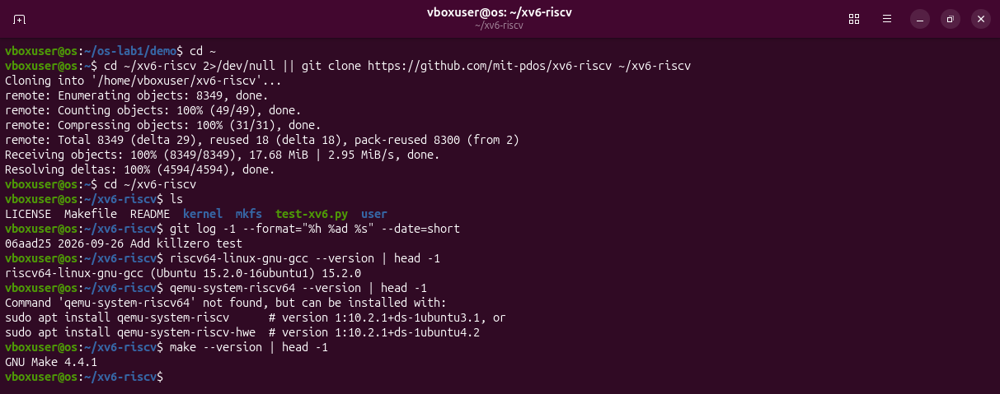 vboxuser@os: ~/xv6-riscv
~/xv6-riscv
vboxuser@os:~/os-lab1/demo$ cd ~
vboxuser@os:~$ cd ~/xv6-riscv 2>/dev/null || git clone https://github.com/mit-pdos/xv6-riscv ~/xv6-riscv
Cloning into '/home/vboxuser/xv6-riscv'...
remote: Enumerating objects: 8349, done.
remote: Counting objects: 100% (49/49), done.
remote: Compressing objects: 100% (31/31), done.
remote: Total 8349 (delta 29), reused 18 (delta 18), pack-reused 8300 (from 2)
Receiving objects: 100% (8349/8349), 17.68 MiB | 2.95 MiB/s, done.
Resolving deltas: 100% (4594/4594), done.
vboxuser@os:~$ cd ~/xv6-riscv
vboxuser@os:~/xv6-riscv$ ls
LICENSE  Makefile  README  kernel  mkfs  test-xv6.py  user
vboxuser@os:~/xv6-riscv$ git log -1 --format="%h %ad %s" --date=short
06aad25 2026-09-26 Add killzero test
vboxuser@os:~/xv6-riscv$ riscv64-linux-gnu-gcc --version | head -1
riscv64-linux-gnu-gcc (Ubuntu 15.2.0-16ubuntu1) 15.2.0
vboxuser@os:~/xv6-riscv$ qemu-system-riscv64 --version | head -1
Command 'qemu-system-riscv64' not found, but can be installed with:
sudo apt install qemu-system-riscv      # version 1:10.2.1+ds-1ubuntu3.1, or
sudo apt install qemu-system-riscv-hwe  # version 1:10.2.1+ds-1ubuntu4.2
vboxuser@os:~/xv6-riscv$ make --version | head -1
GNU Make 4.4.1
vboxuser@os:~/xv6-riscv$